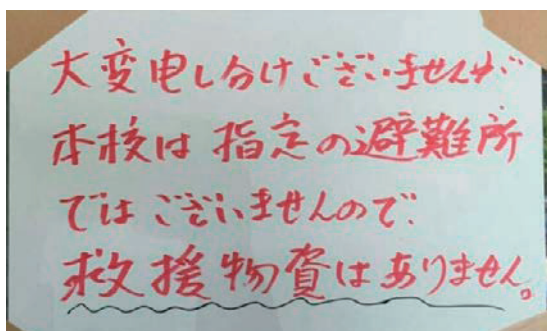 大変申し分けございませんが
本校は指定の避難所
ではございませんので、
救援物資はありません。